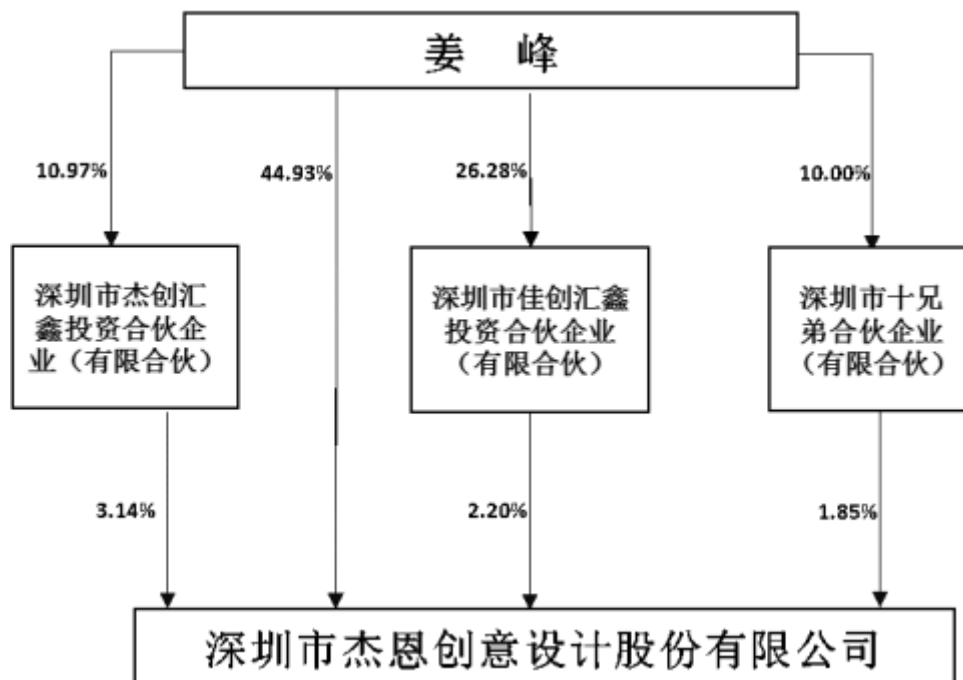 姜 峰
10.97%
44.93%
26.28%
10.00%
深圳市杰创汇
鑫投资合伙企
业（有限合伙）
深圳市佳创汇鑫
投资合伙企业
（有限合伙）
深圳市十兄
弟合伙企业
（有限合伙）
3.14%
2.20%
1.85%
深圳市杰恩创意设计股份有限公司